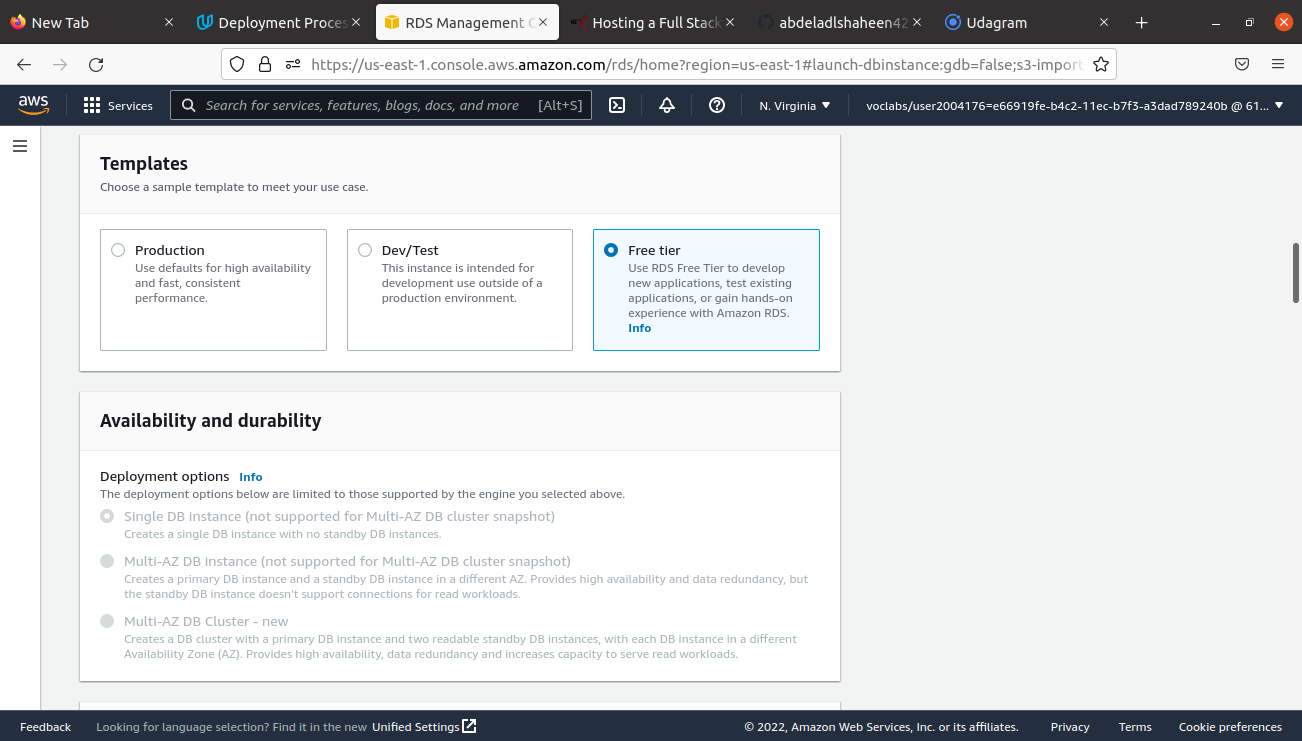 New Tab
Deployment Proces
RDS Management C
Hosting a Full Stack
abdeladlshaheen42
Udagram
https://us-east-1.console.aws.amazon.com/rds/home?region=us-east-1#launch-dbinstance:gdb=false;s3-import
aws
Services
Search for services, features, blogs, docs, and more [Alt+S]
N. Virginia
voclabs/user2004176=e66919fe-b4c2-11ec-b7f3-a3dad789240b @ 61...
Templates
Choose a sample template to meet your use case.
Production
Use defaults for high availability
and fast, consistent
performance.
Dev/Test
This instance is intended for
development use outside of a
production environment.
Free tier
Use RDS Free Tier to develop
new applications, test existing
applications, or gain hands-on
experience with Amazon RDS.
Info
Availability and durability
Deployment options Info
The deployment options below are limited to those supported by the engine you selected above.
Single DB instance (not supported for Multi-AZ DB cluster snapshot)
Creates a single DB instance with no standby DB instances.
Multi-AZ DB instance (not supported for Multi-AZ DB cluster snapshot)
Creates a primary DB instance and a standby DB instance in a different AZ. Provides high availability and data redundancy, but
the standby DB instance doesn't support connections for read workloads.
Multi-AZ DB Cluster - new
Creates a DB cluster with a primary DB instance and two readable standby DB instances, with each DB instance in a different
Availability Zone (AZ). Provides high availability, data redundancy and increases capacity to serve read workloads.
Feedback
Looking for language selection? Find it in the new Unified Settings
© 2022, Amazon Web Services, Inc. or its affiliates.
Privacy
Terms
Cookie preferences